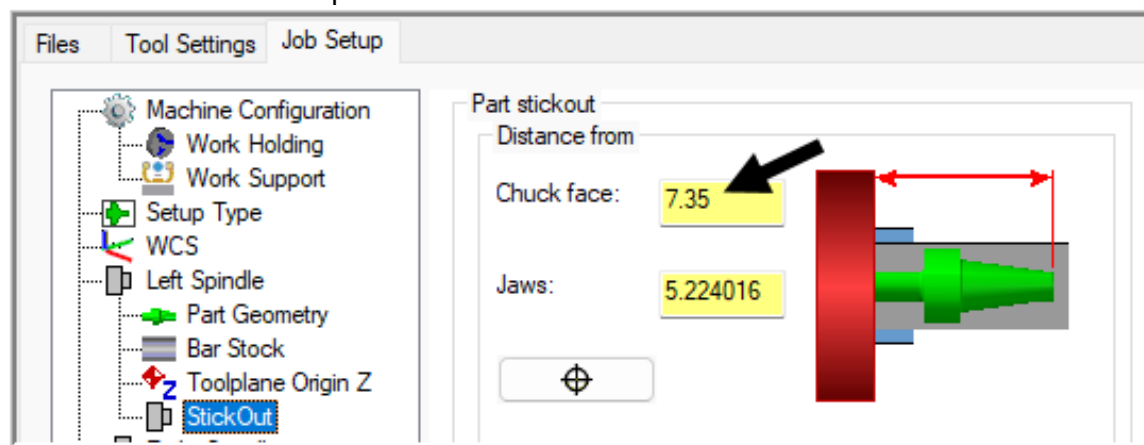 Files Tool Settings Job Setup
Machine Configuration
Work Holding
Work Support
Setup Type
WCS
Left Spindle
Part Geometry
Bar Stock
Toolplane Origin Z
StickOut
Part stickout
Distance from
Chuck face: 7.35
Jaws: 5.224016